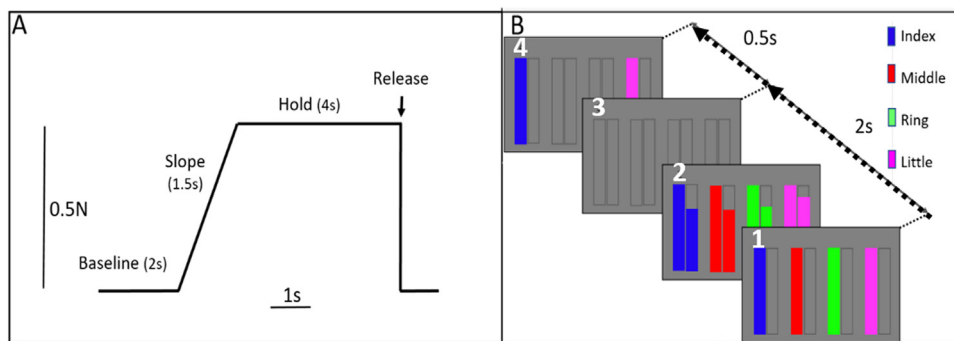 A
Release
Hold (4s)
Slope
(1.5s)
0.5N
Baseline (2s)
1s
B
4
3
2
1
0.5s
2s
Index
Middle
Ring
Little